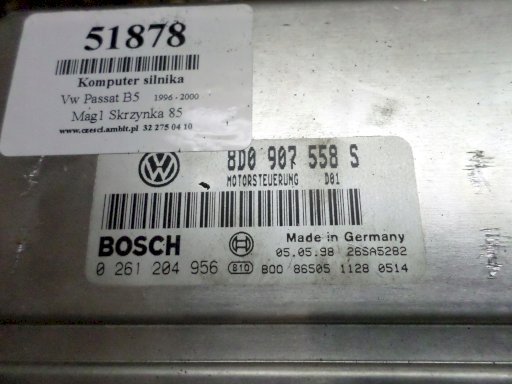 51878
Komputer silnika
Vw Passat B5 1996 - 2000
Mag1 Skrzynka 85
www.czesci.ambit.pl 32 275 04 10
8D0 907 558 S
MOTORSTEUERUNG D01
BOSCH Made in Germany
05.05.98 26SA5282
0 261 204 956 810 800 86505 1128 0514